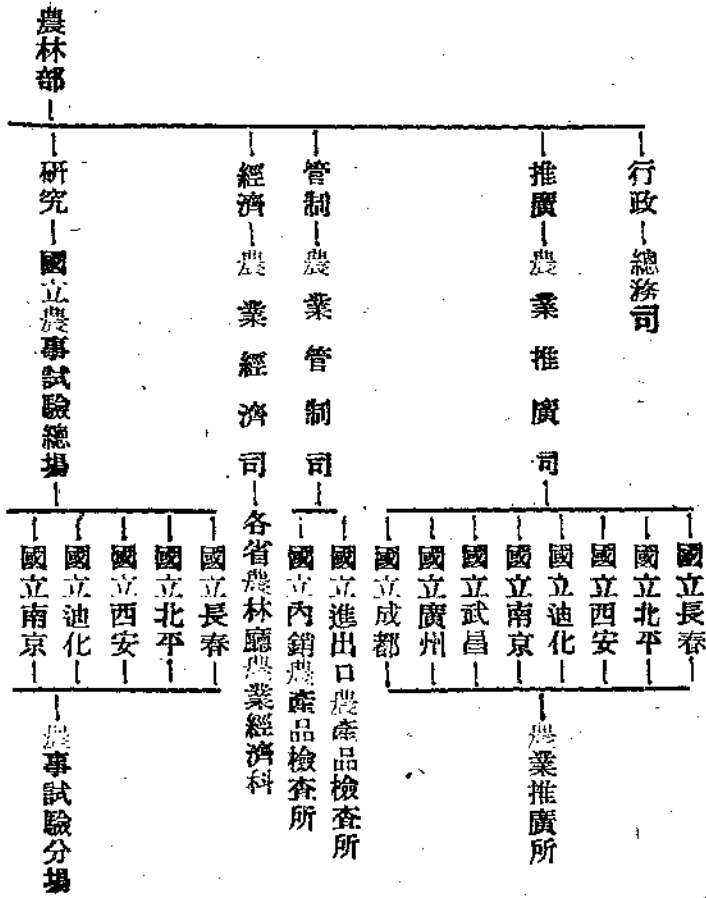 農林部
行政
總務司
推廣
農業推廣司
國立長春
國立北平
國立西安
國立迪化
國立南京
國立武昌
國立廣州
國立成都
農業推廣所
管制
農業管制司
國立進出口農產品檢查所
國立內銷農產品檢查所
經濟
農業經濟司
各省農林廳農業經濟科
研究
國立農事試驗總場
國立長春
國立北平
國立西安
國立迪化
國立南京
農事試驗分場